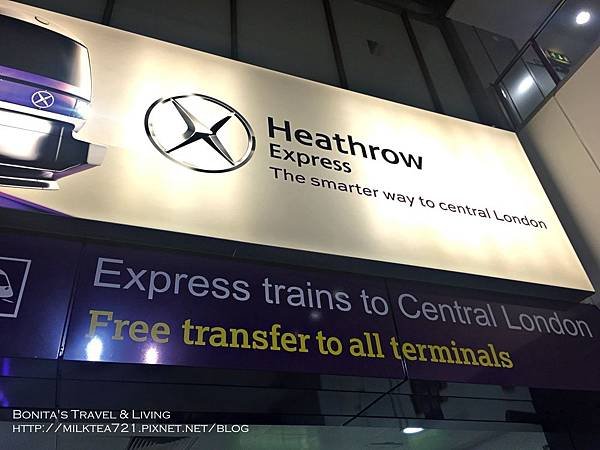 Heathrow
Express
The smarter way to central London
Express trains to Central London
Free transfer to all terminals
Bonita's Travel & Living
http://milktea721.pixnet.net/blog